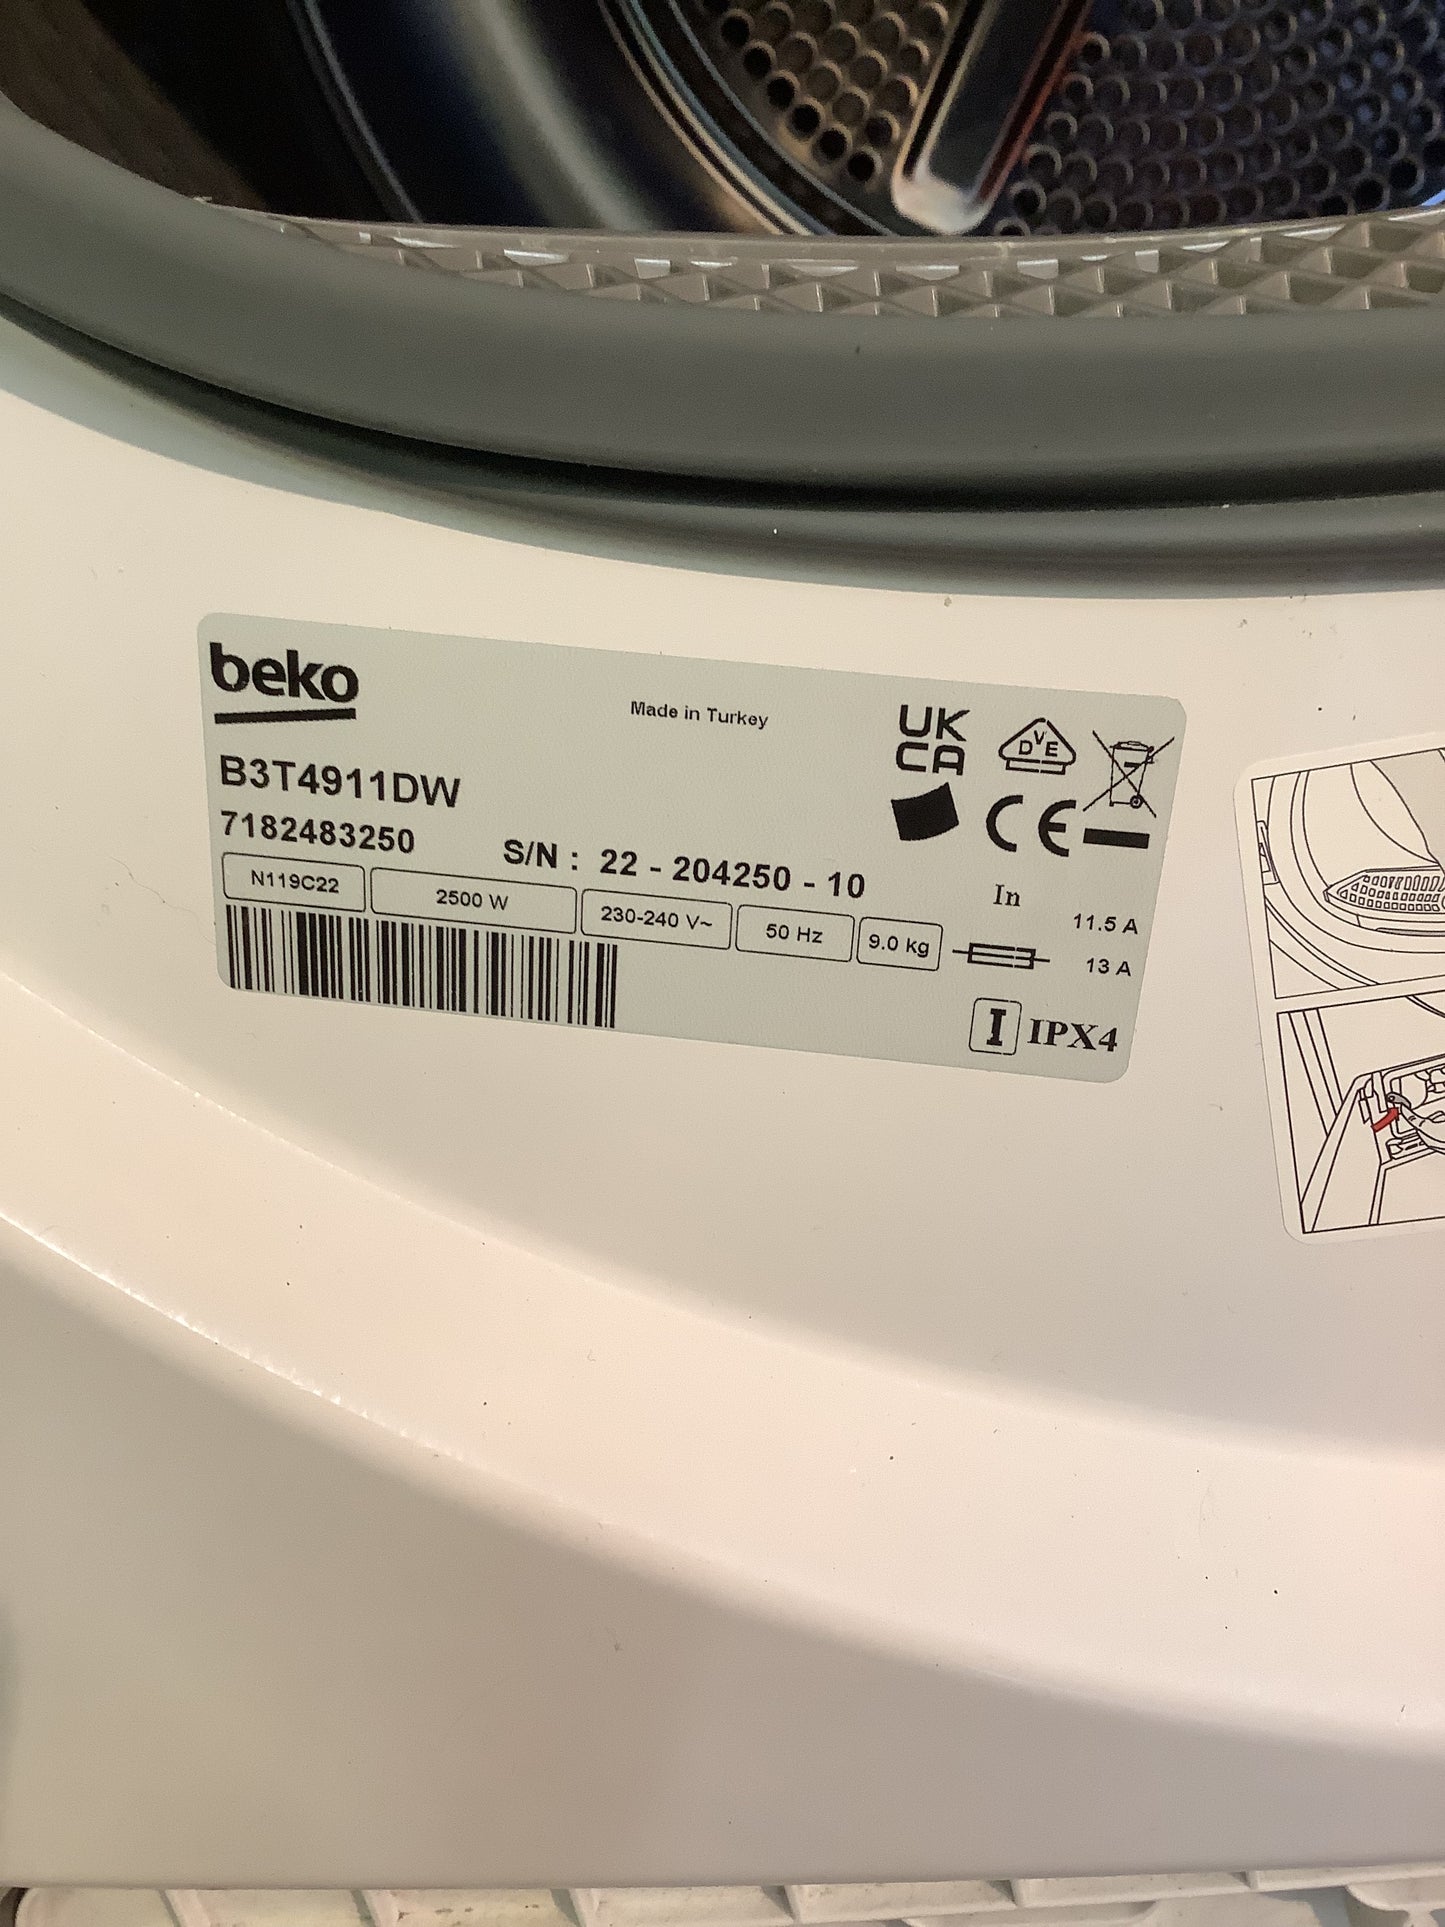 beko
Made in Turkey
UK
CA
DVE
B3T4911DW
CE
7182483250
S/N : 22 - 204250 - 10
In 11.5 A
N119C22 2500 W 230-240 V~ 50 Hz 9.0 kg
13 A
I IPX4